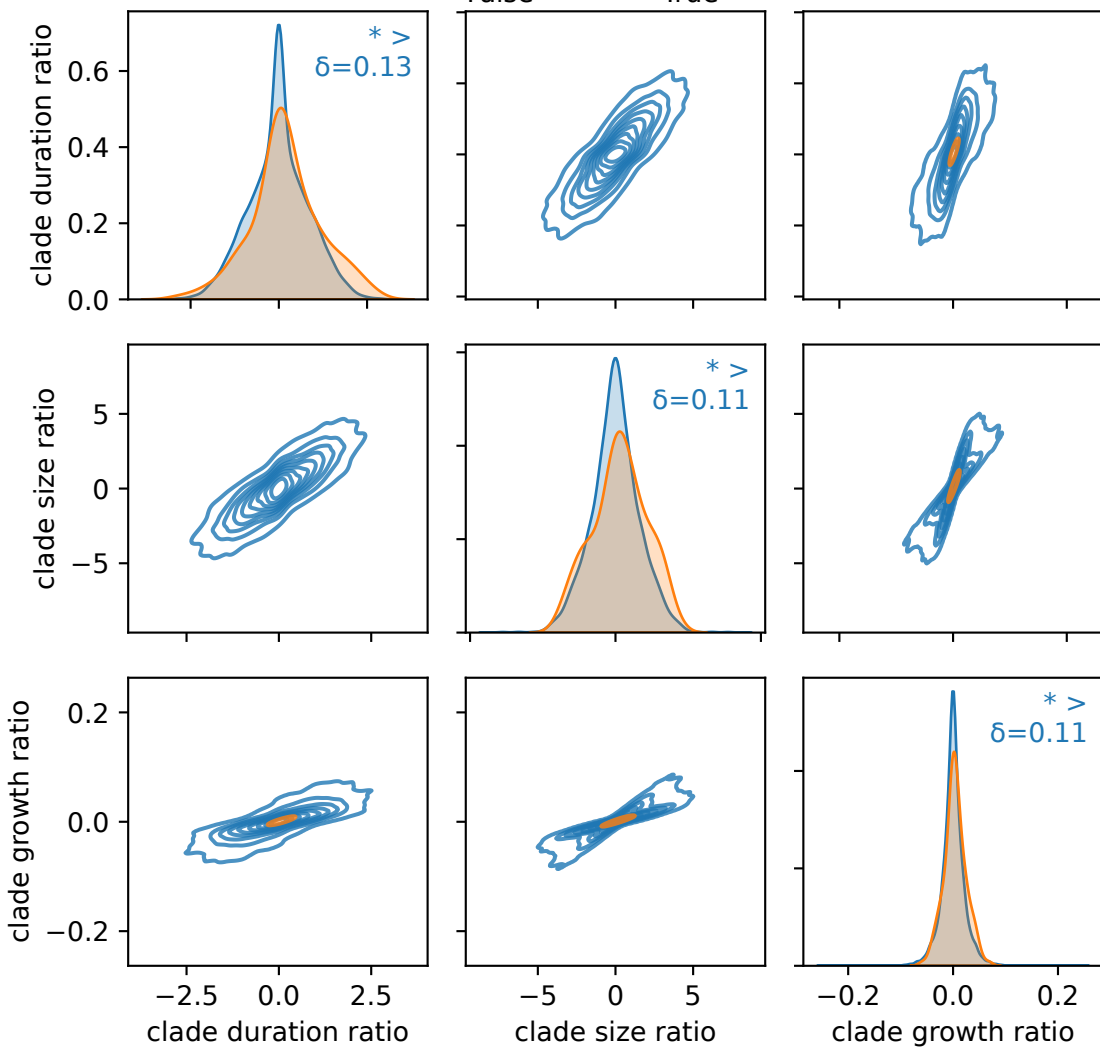 clade duration ratio
0.6
0.4
0.2
0.0
* >
δ=0.13
clade size ratio
5
0
−5
* >
δ=0.11
clade growth ratio
0.2
0.0
−0.2
* >
δ=0.11
−2.5 0.0 2.5
−5 0 5
−0.2 0.0 0.2
clade duration ratio
clade size ratio
clade growth ratio